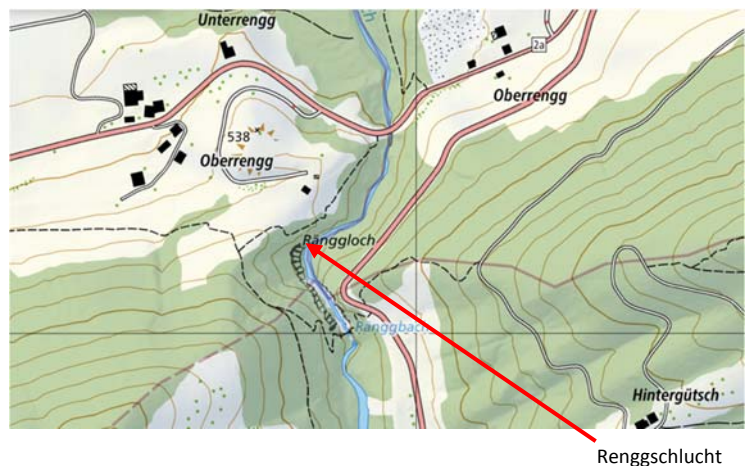 Unterrengg
2a
Oberrengg
538
Oberrengg
Ränggloch
Ränggbach
Hintergütsch
Renggschlucht